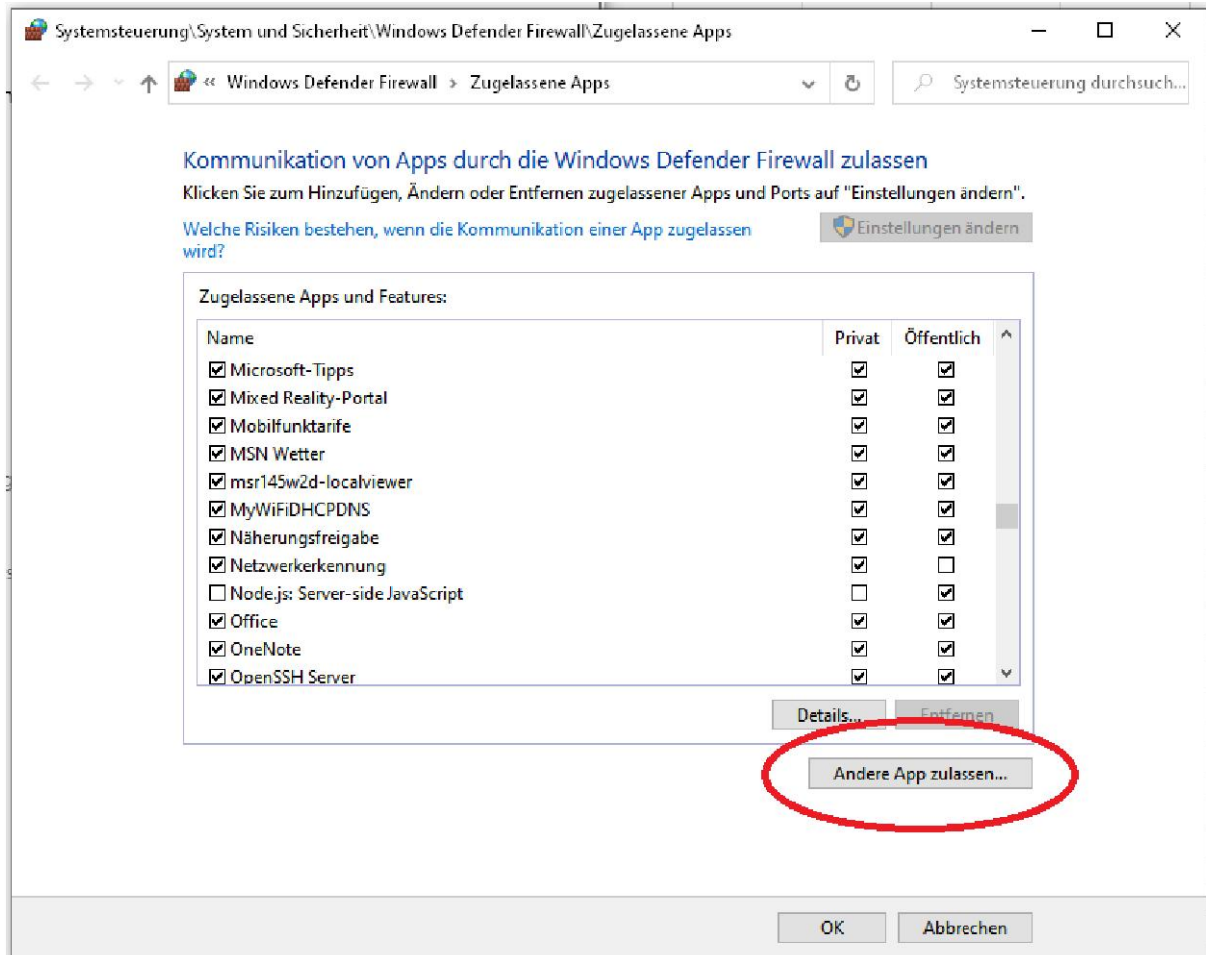 Systemsteuerung\System und Sicherheit\Windows Defender Firewall\Zugelassene Apps
« Windows Defender Firewall > Zugelassene Apps
Systemsteuerung durchsuch...
Kommunikation von Apps durch die Windows Defender Firewall zulassen
Klicken Sie zum Hinzufügen, Ändern oder Entfernen zugelassener Apps und Ports auf "Einstellungen ändern".
Welche Risiken bestehen, wenn die Kommunikation einer App zugelassen
wird?
Einstellungen ändern
Zugelassene Apps und Features:
Name Privat Öffentlich
Microsoft-Tipps
Mixed Reality-Portal
Mobilfunktarife
MSN Wetter
msr145w2d-localviewer
MyWiFiDHCPDNS
Näherungsfreigabe
Netzwerkerkennung
Node.js: Server-side JavaScript
Office
OneNote
OpenSSH Server
Details... Entfernen
Andere App zulassen...
OK Abbrechen